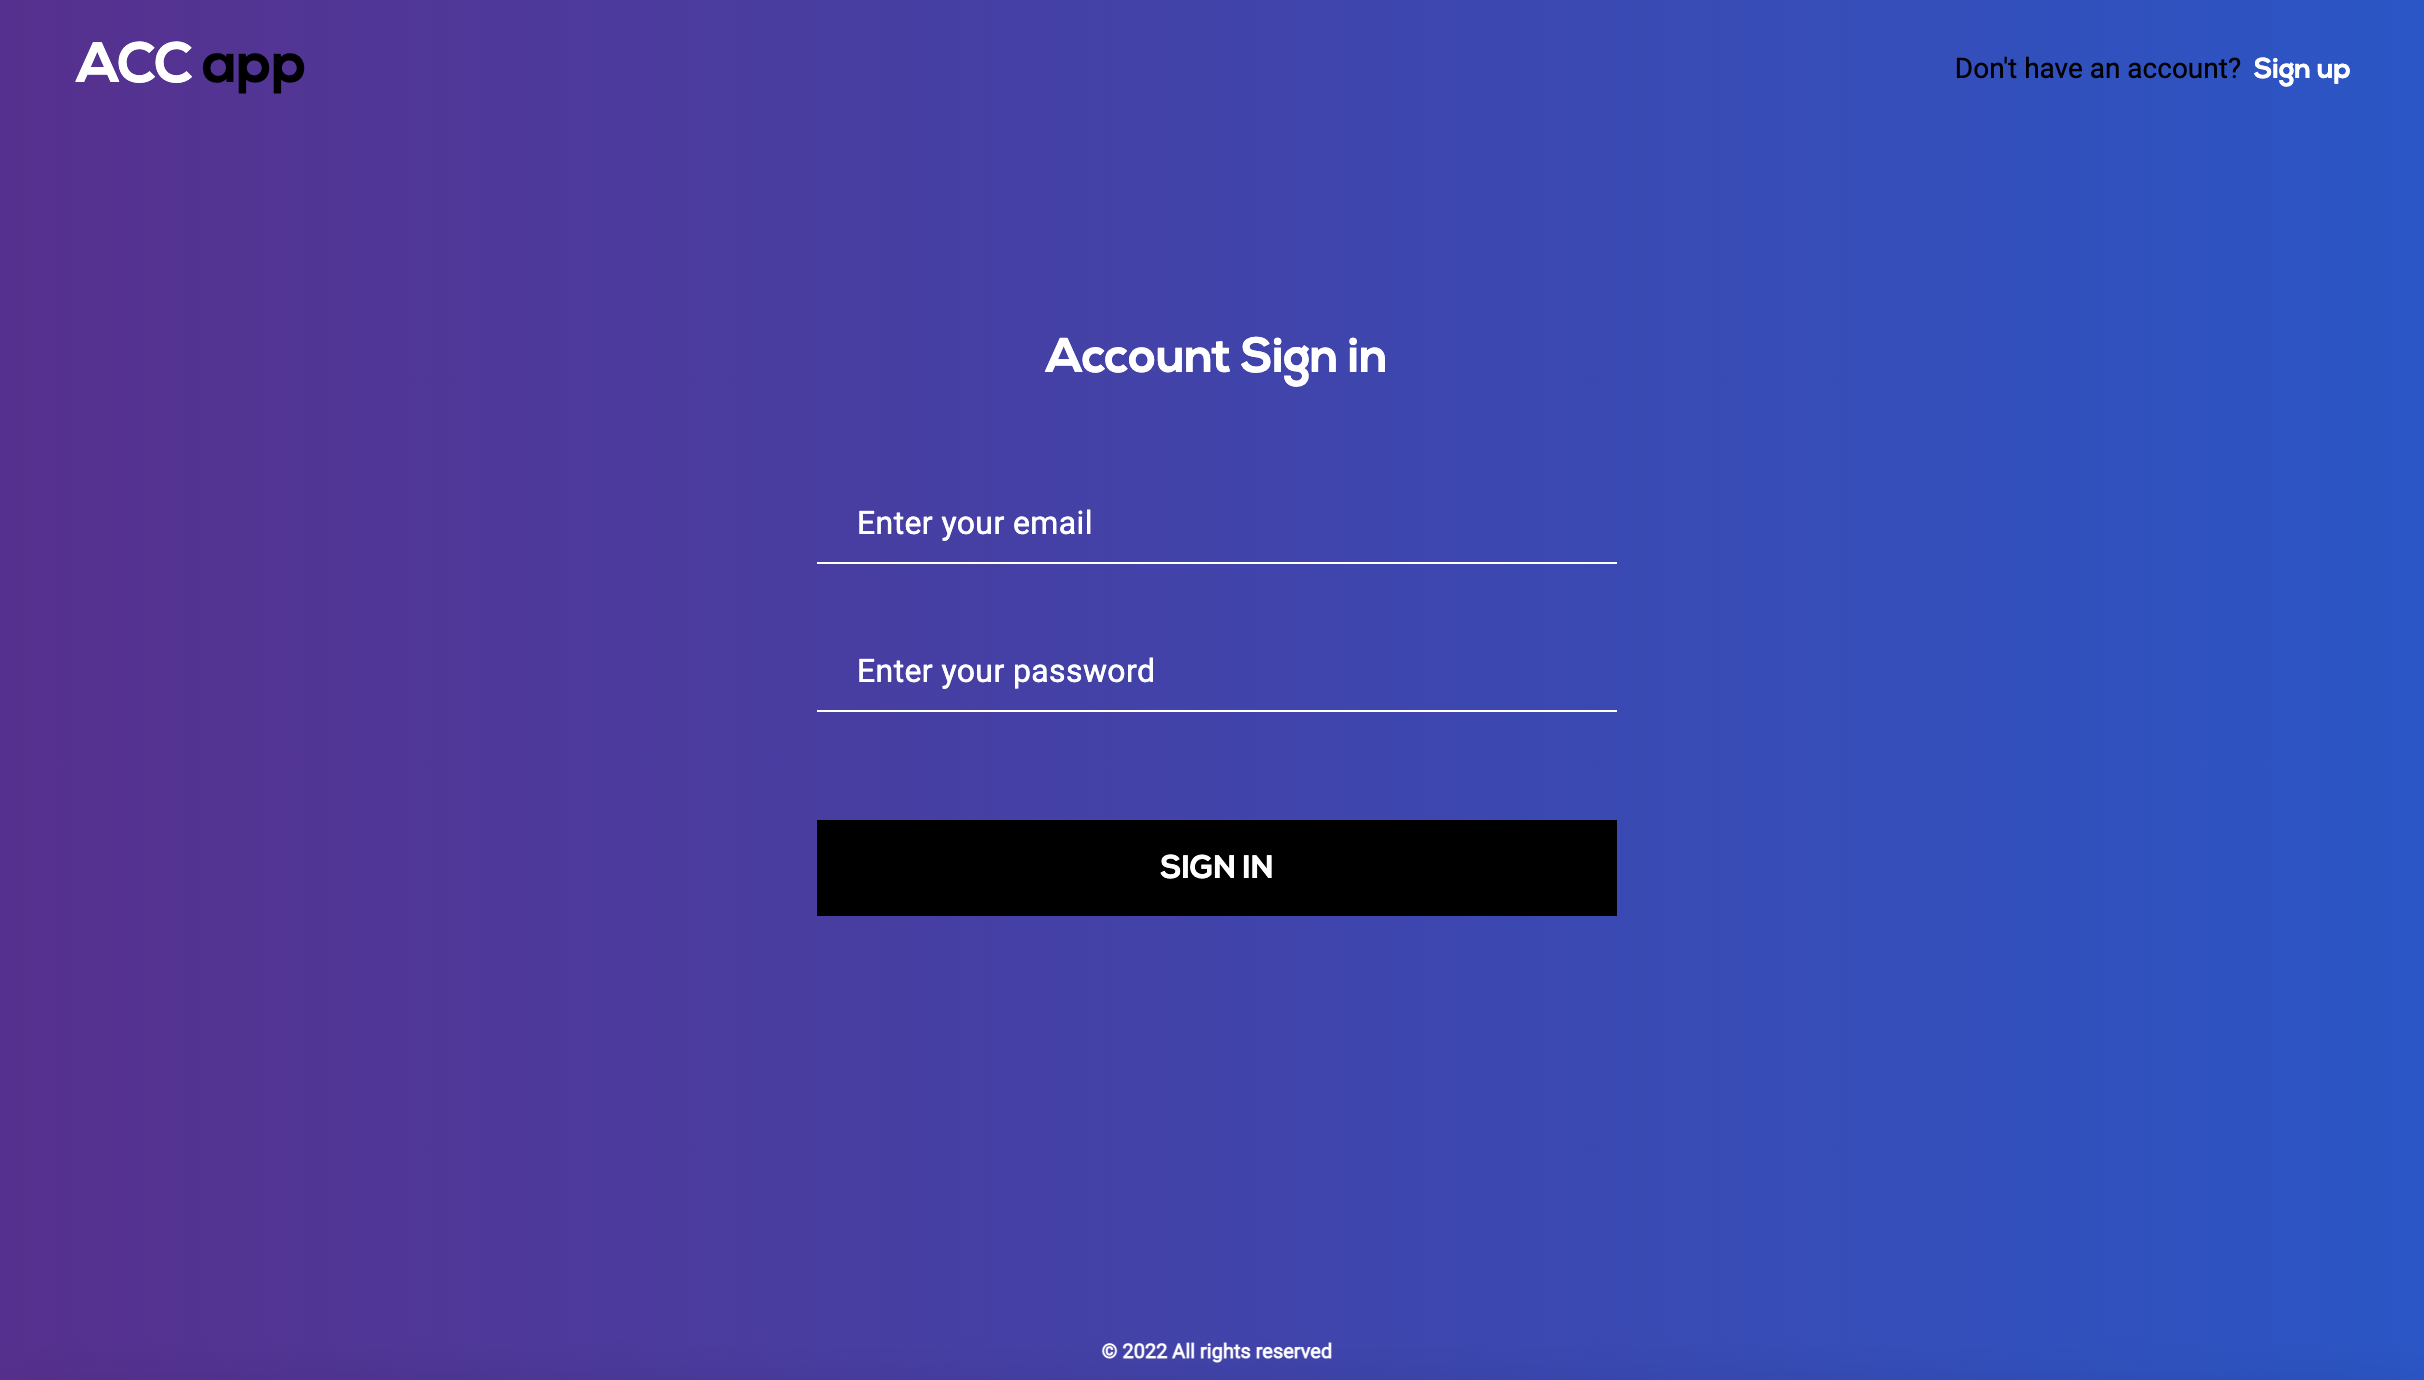 ACC app
Don't have an account? Sign up
Account Sign in
Enter your email
Enter your password
SIGN IN
© 2022 All rights reserved